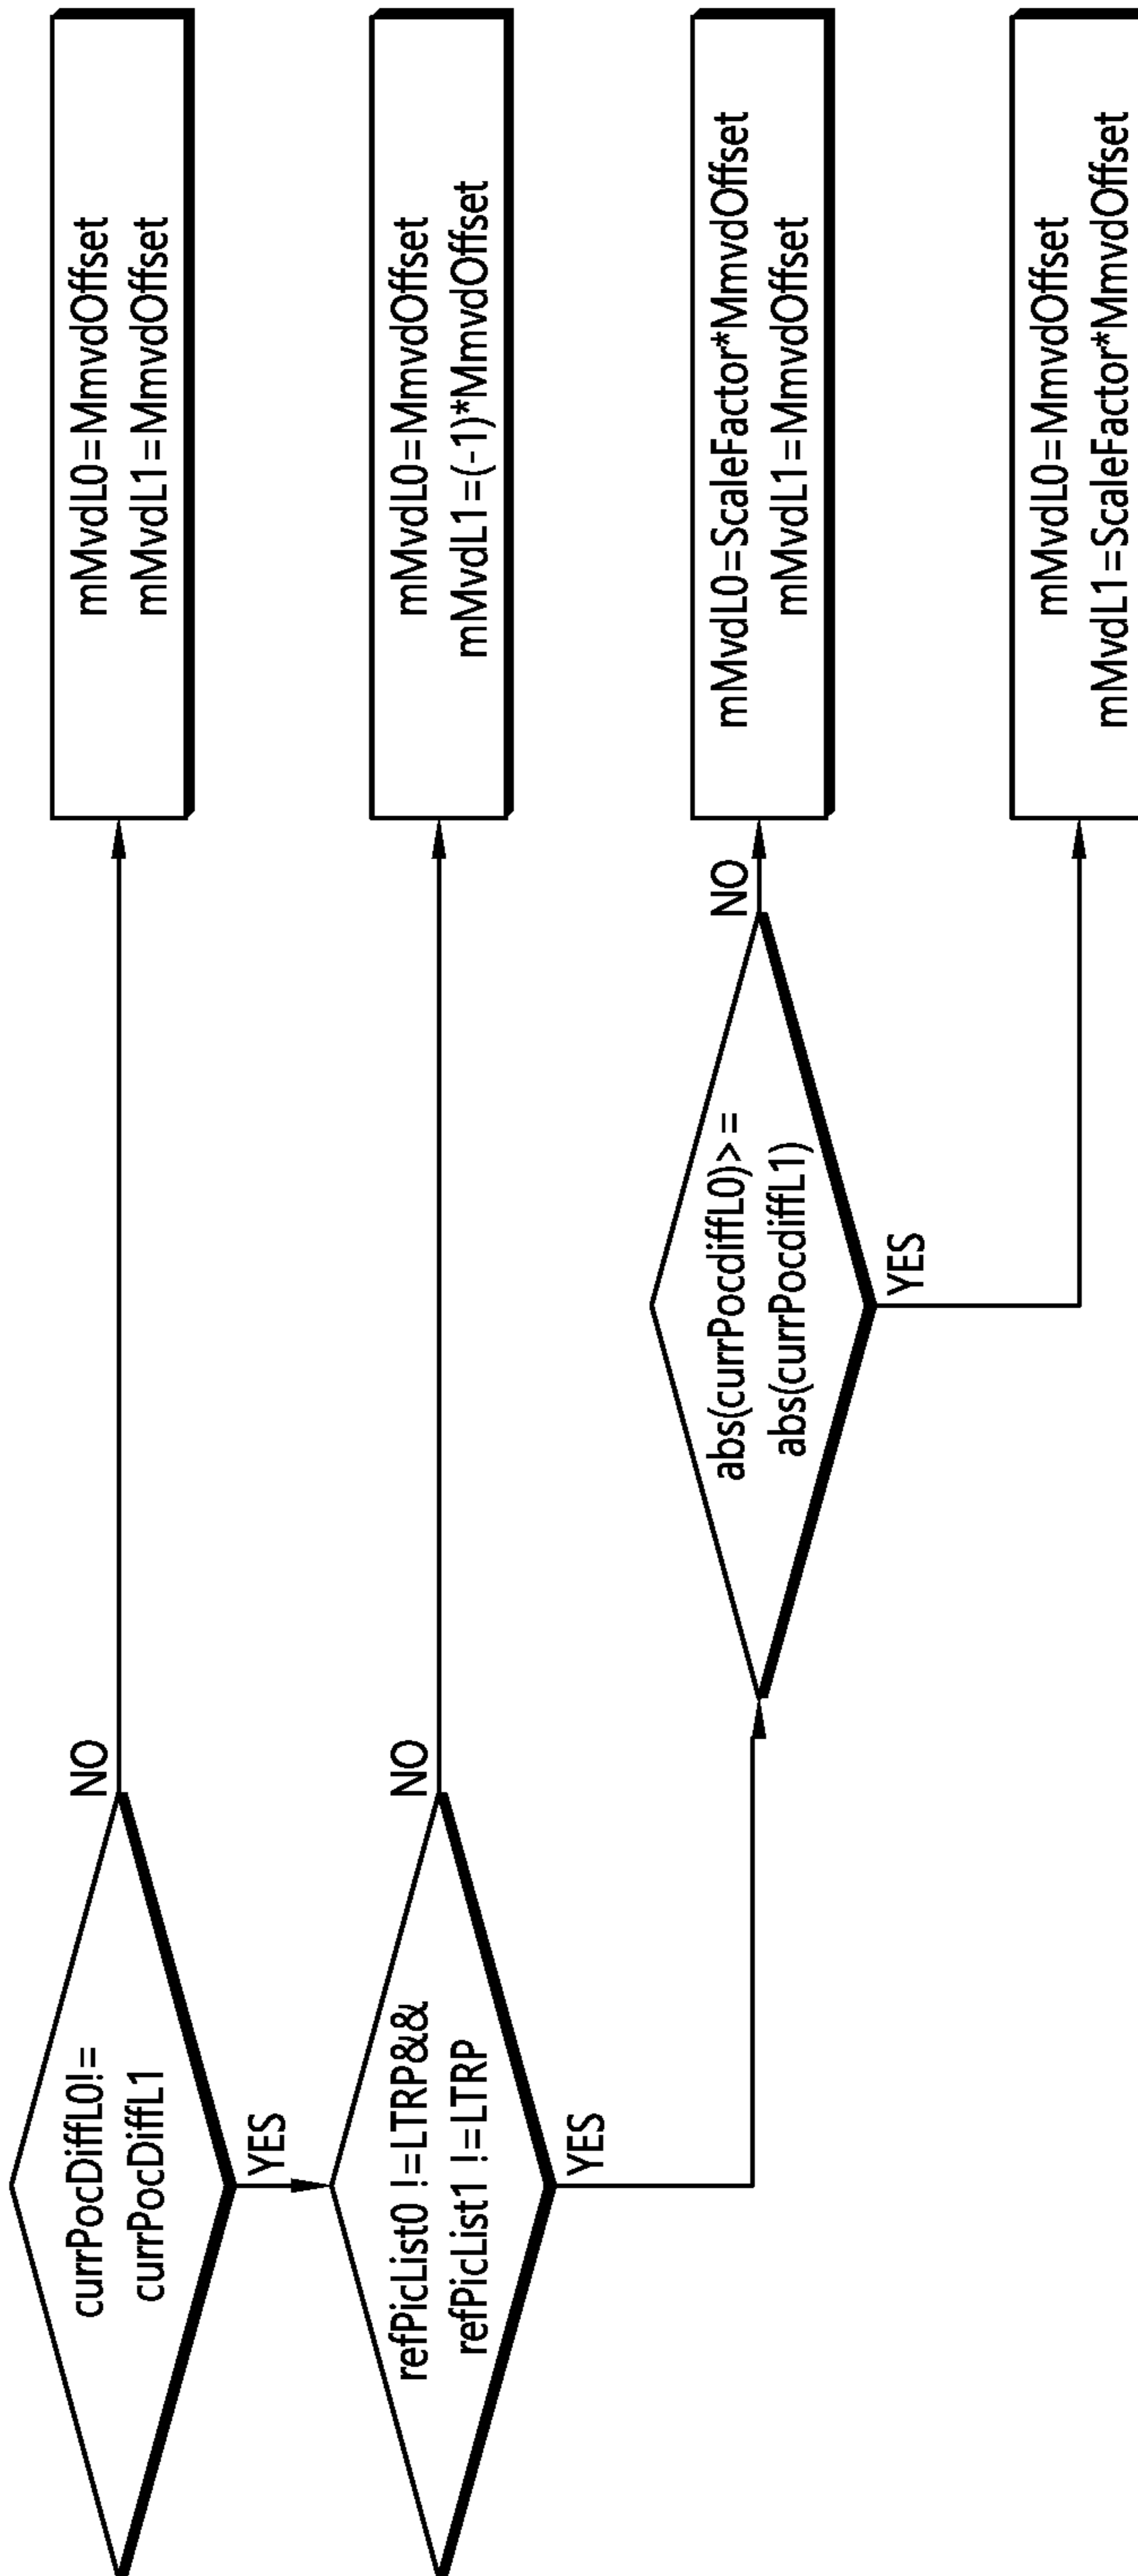 currPocDiffL0!=
currPocDiffL1
NO
mMvdL0=MmvdOffset
mMvdL1=MmvdOffset
YES
refPicList0 !=LTRP&&
refPicList1 !=LTRP
NO
mMvdL0=MmvdOffset
mMvdL1=(-1)*MmvdOffset
YES
abs(currPocdiffL0)>=
abs(currPocdiffL1)
NO
mMvdL0=ScaleFactor*MmvdOffset
mMvdL1=MmvdOffset
YES
mMvdL0=MmvdOffset
mMvdL1=ScaleFactor*MmvdOffset